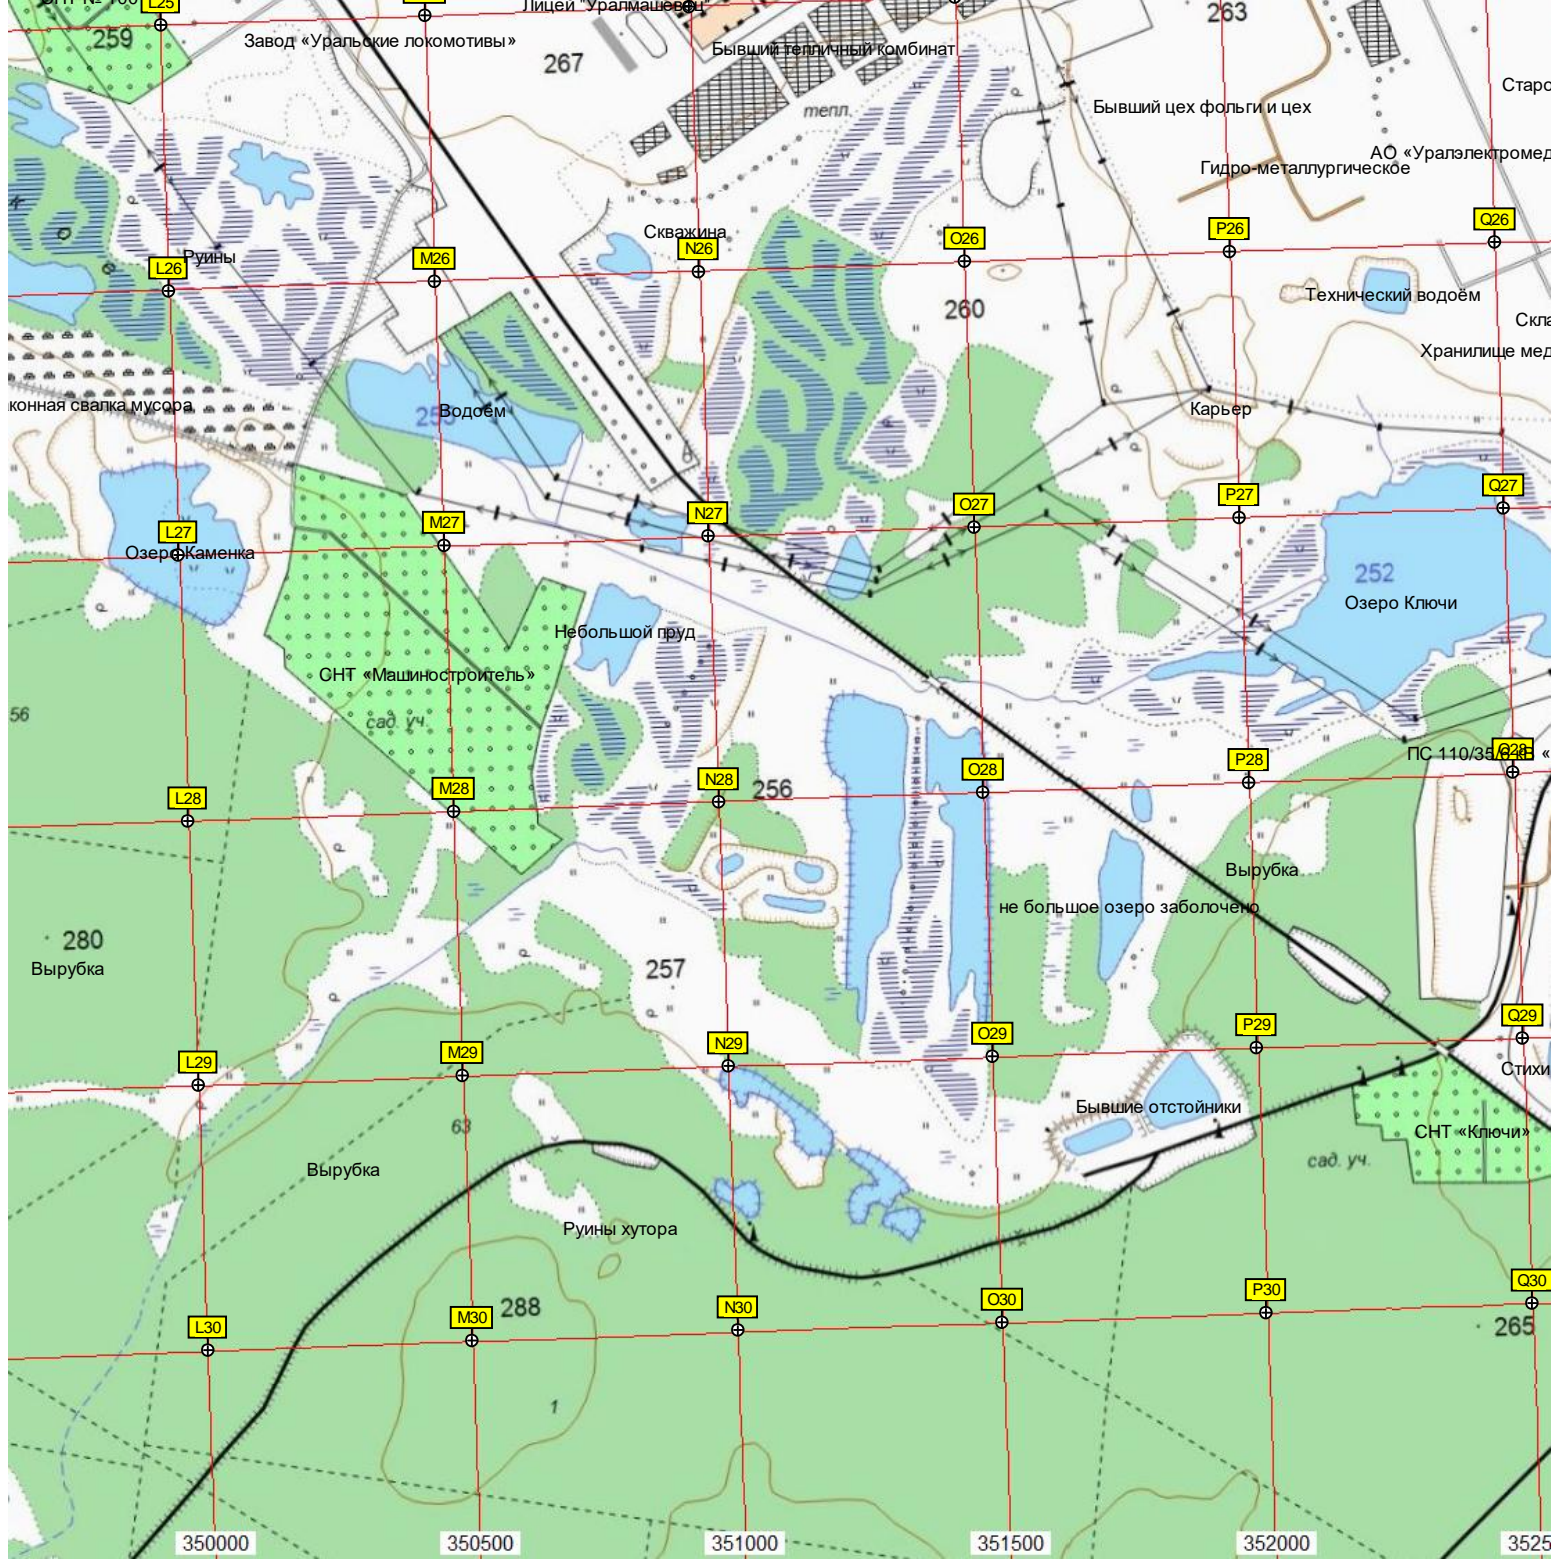 L25
Лицей "Уралмашевец"
263
259
Завод «Уральские локомотивы»
Бывший тепличный комбинат
267
тепл.
Бывший цех фольги и цех
АО «Уралэлектромед
Гидро-металлургическое
Скважина
Руины
L26
M26
N26
O26
P26
Q26
260
Технический водоём
Хранилище мед
конная свалка мусора
Водоём
Карьер
L27
M27
N27
O27
P27
Q27
Озеро Каменка
252
Озеро Ключи
Небольшой пруд
СНТ «Машиностроитель»
56
сад. уч.
ПС 110/35/6 кВ «
L28
M28
N28
O28
P28
Q28
256
Вырубка
не большое озеро заболочено
280
Вырубка
257
L29
M29
N29
O29
P29
Q29
Стихи
Бывшие отстойники
63
СНТ «Ключи»
Вырубка
сад. уч.
Руины хутора
L30
M30
N30
O30
P30
Q30
288
265
1
350000
350500
351000
351500
352000
3525